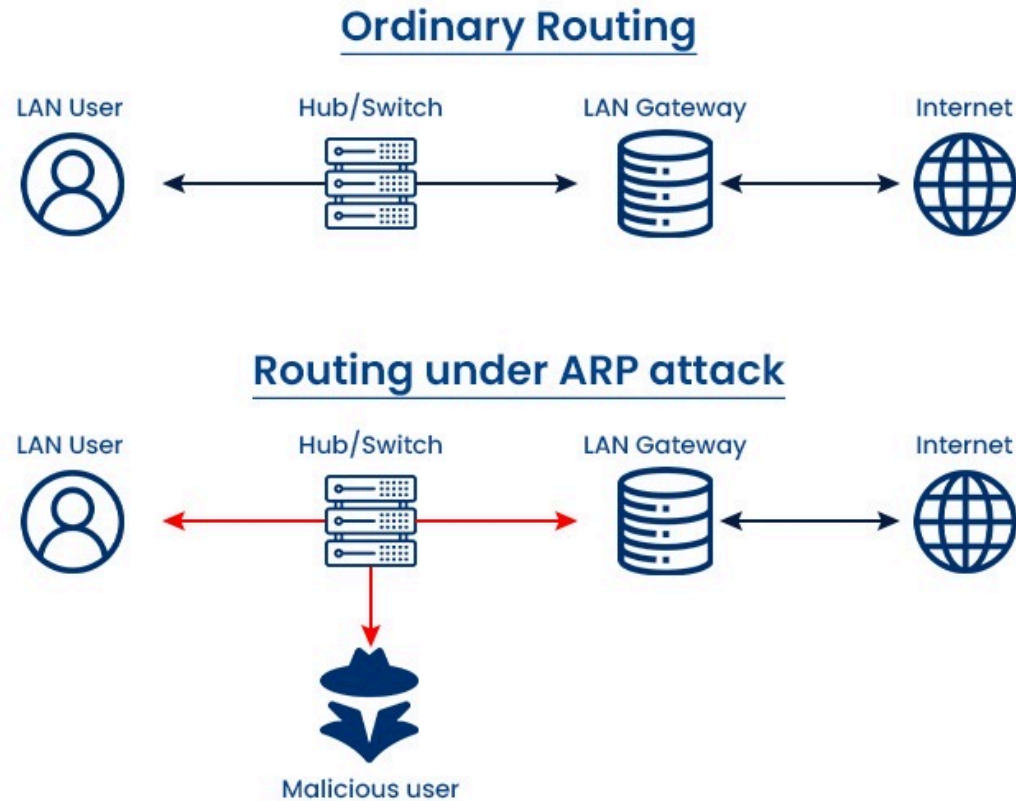 Ordinary Routing
LAN User
Hub/Switch
LAN Gateway
Internet
Routing under ARP attack
LAN User
Hub/Switch
LAN Gateway
Internet
Malicious user